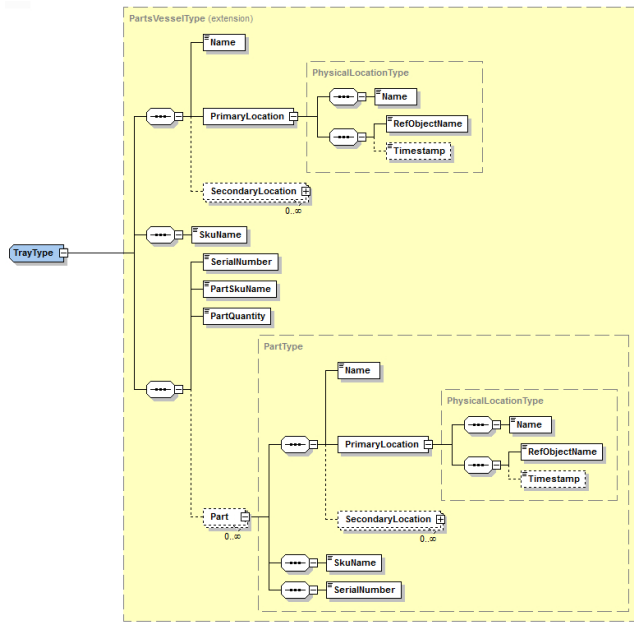 PartsVesselType (extension)
Name
PhysicalLocationType
Name
PrimaryLocation
RefObjectName
Timestamp
SecondaryLocation
0..∞
SkuName
TrayType
SerialNumber
PartSkuName
PartQuantity
PartType
Name
PhysicalLocationType
Name
PrimaryLocation
RefObjectName
Timestamp
Part
0..∞
SecondaryLocation
0..∞
SkuName
SerialNumber